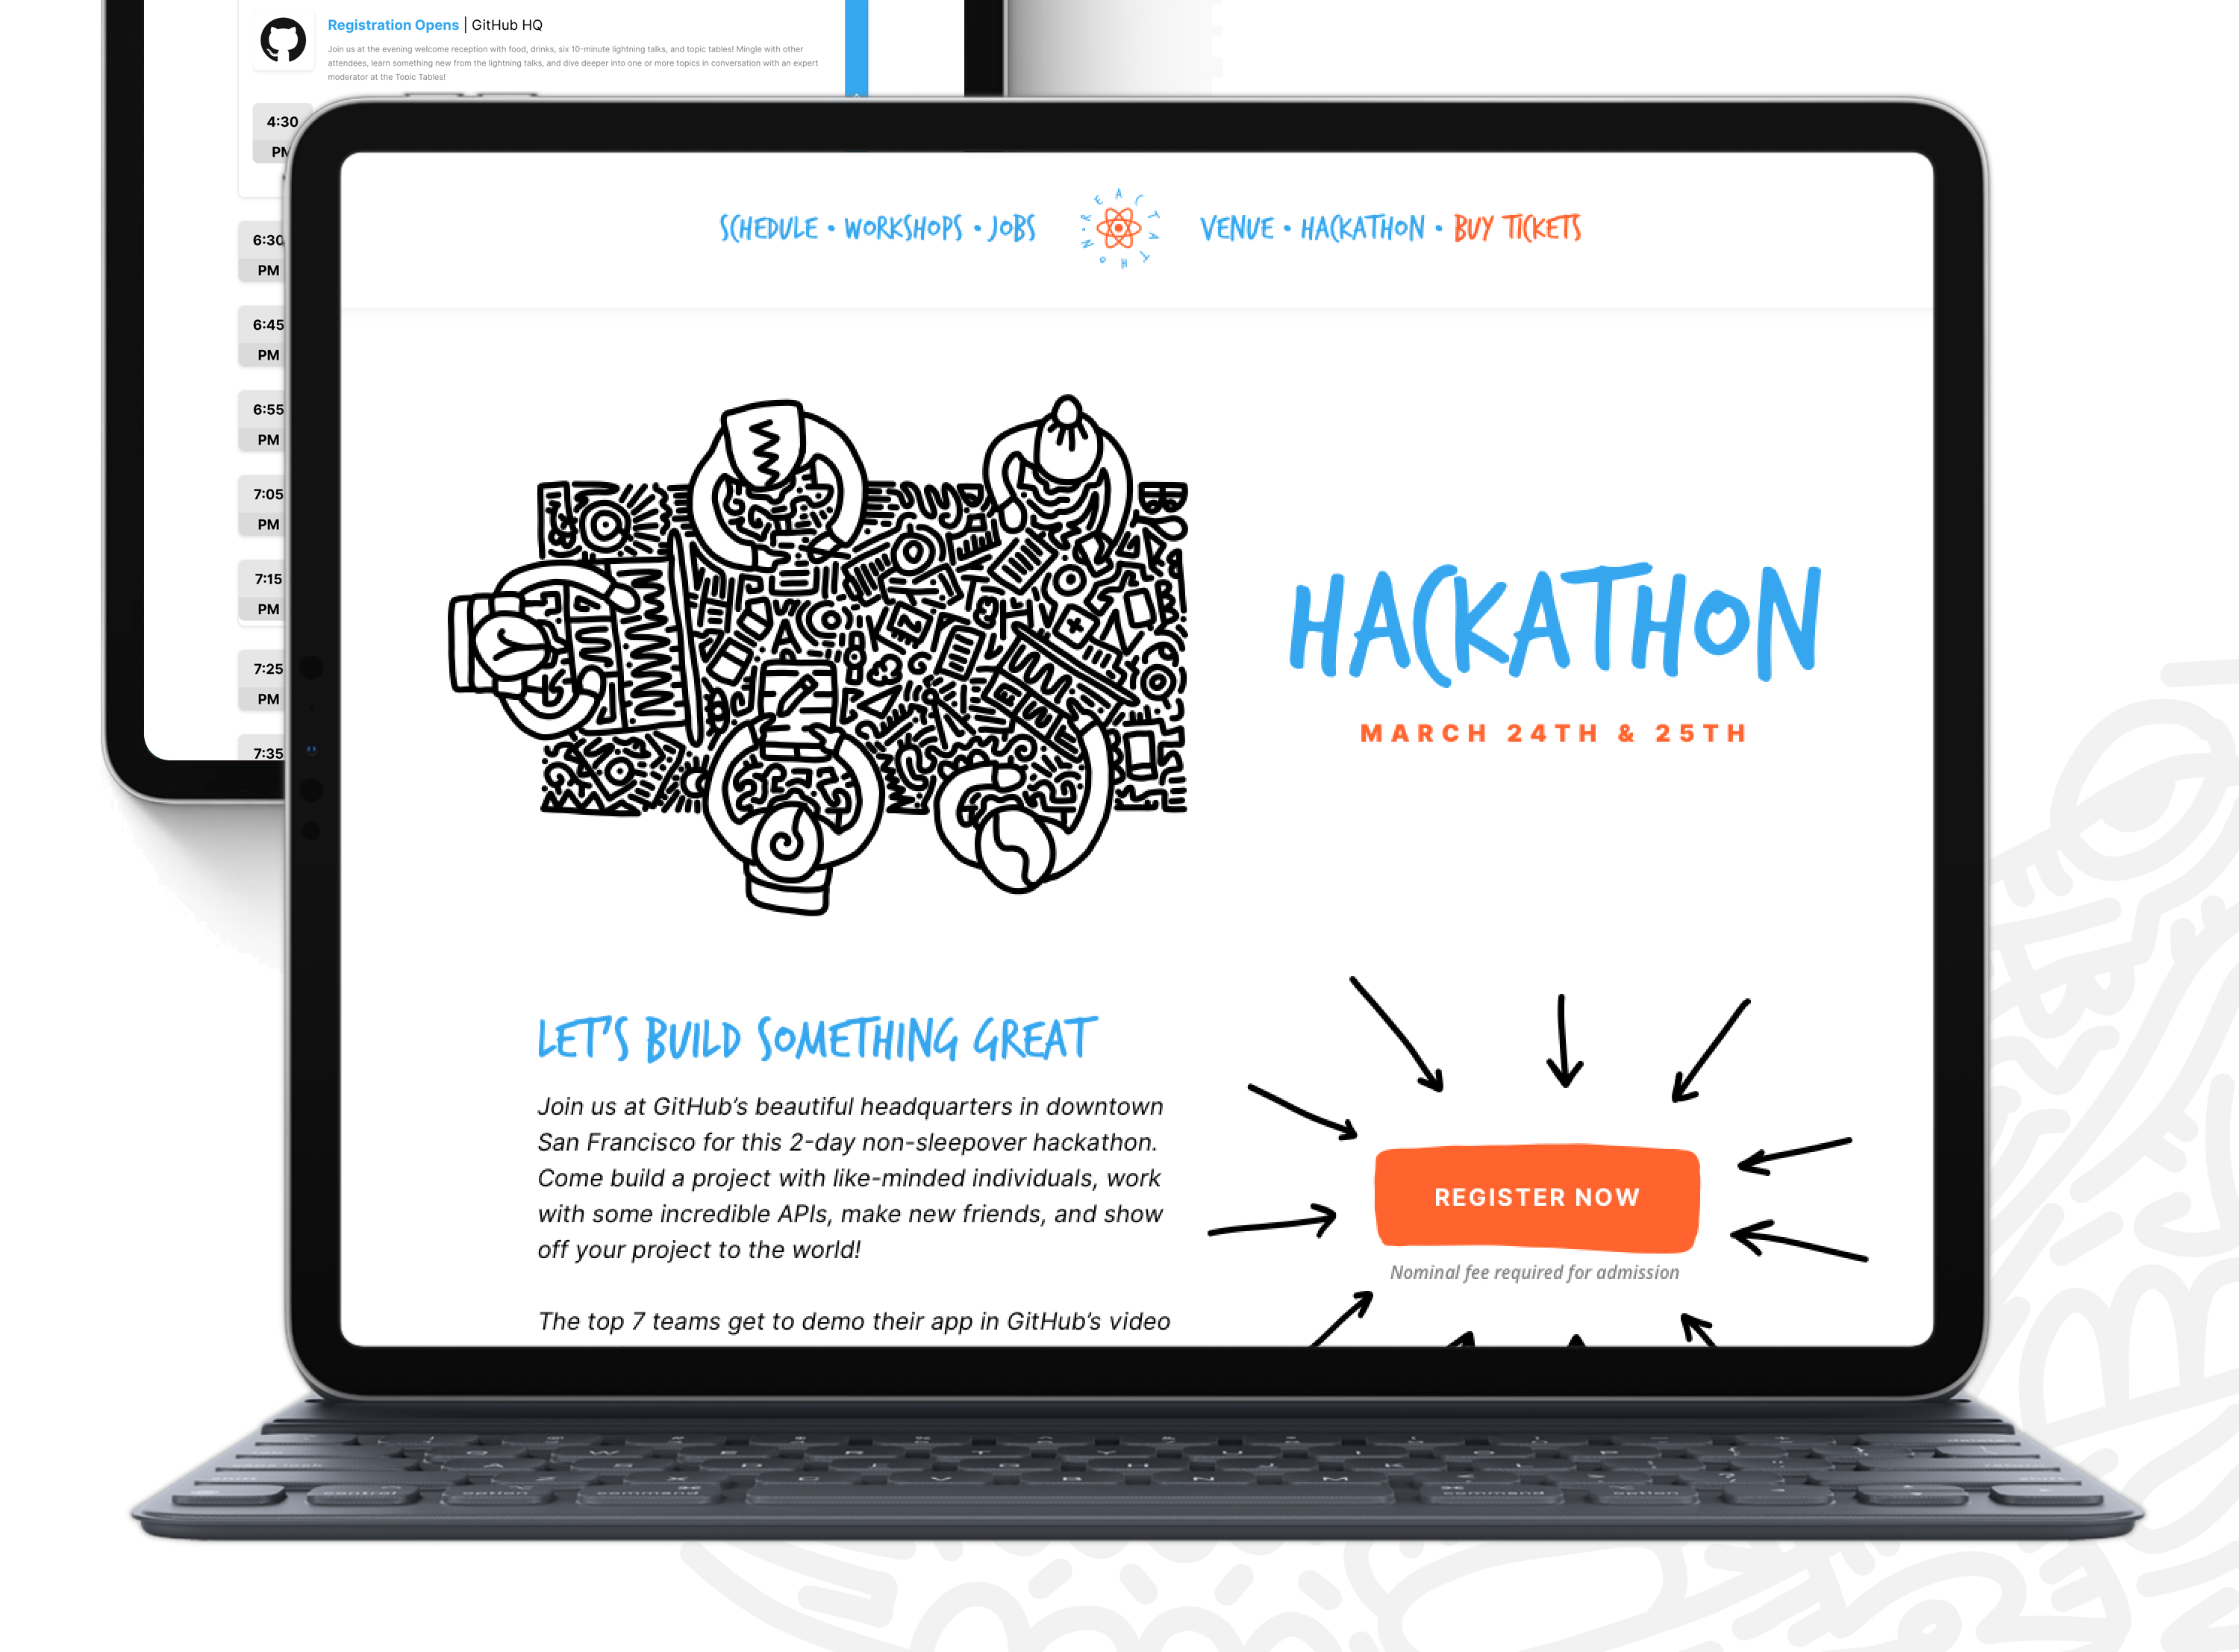 Registration Opens | GitHub HQ
Join us at the evening welcome reception with food, drinks, six 10-minute lightning talks, and topic tables! Mingle with other
attendees, learn something new from the lightning talks, and dive deeper into one or more topics in conversation with an expert
moderator at the Topic Tables!
4:30
PM
6:30
PM
6:45
PM
6:55
PM
7:05
PM
7:15
PM
7:25
PM
7:35
SCHEDULE • WORKSHOPS • JOBS
REACTATHON
VENUE • HACKATHON • BUY TICKETS
HACKATHON
MARCH 24TH & 25TH
LET'S BUILD SOMETHING GREAT
Join us at GitHub's beautiful headquarters in downtown
San Francisco for this 2-day non-sleepover hackathon.
Come build a project with like-minded individuals, work
with some incredible APIs, make new friends, and show
off your project to the world!
The top 7 teams get to demo their app in GitHub's video
REGISTER NOW
Nominal fee required for admission
Q W E R T Y U I O P
A S D F G H J K L
shift Z X C V B N M
control option command command option